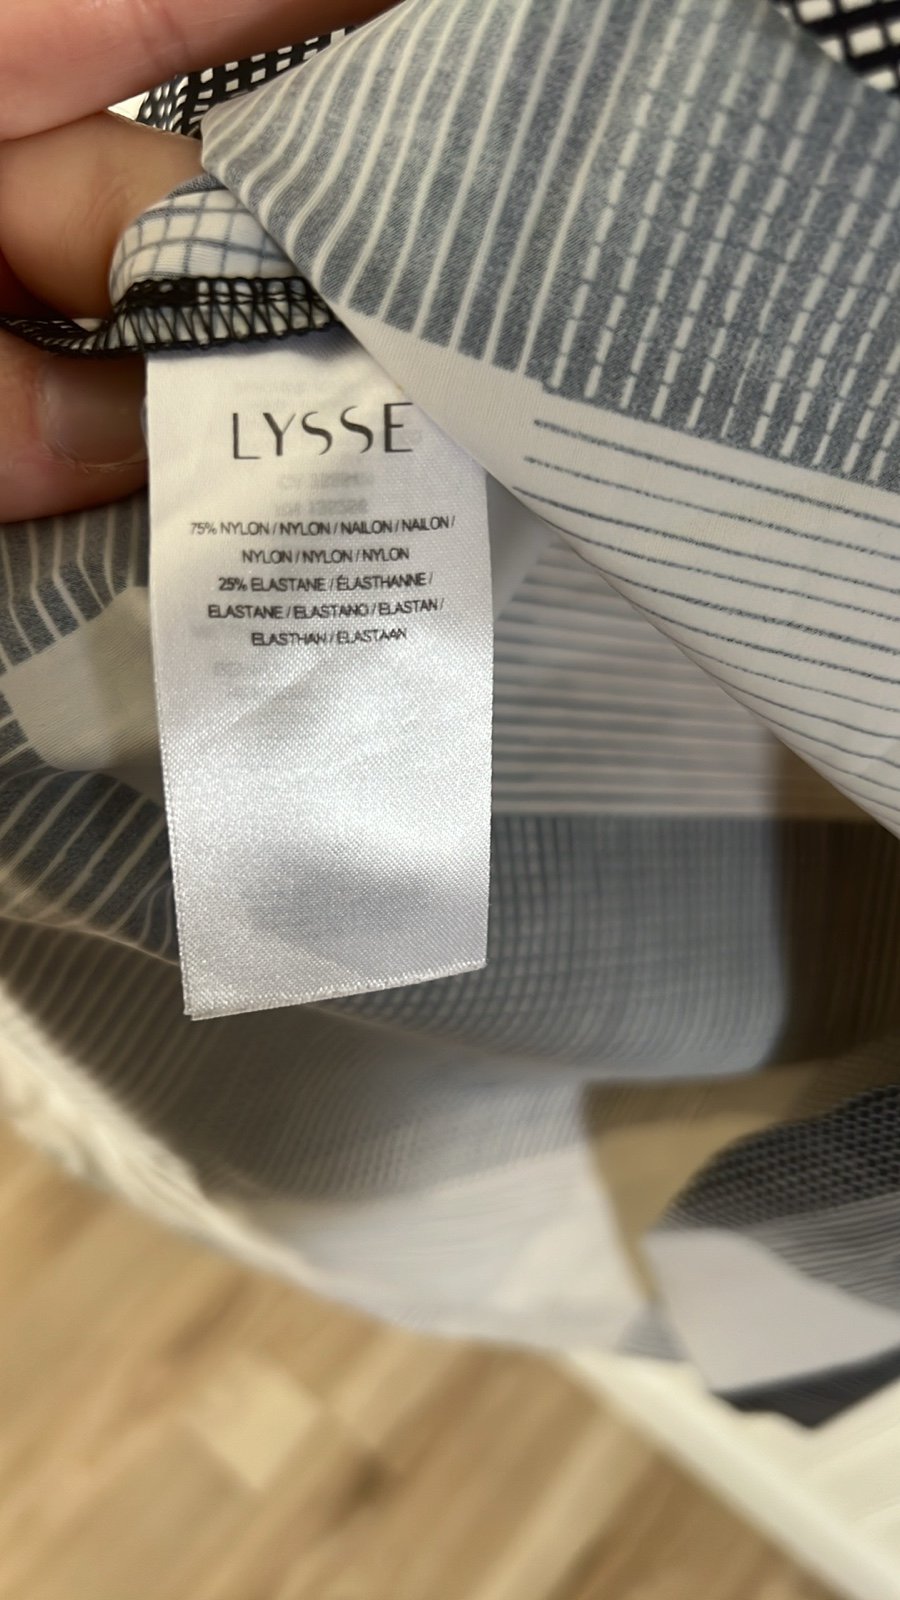 LYSSE
75% NYLON / NYLON / NAILON / NAILON /
NYLON / NYLON / NYLON
25% ELASTANE / ÉLASTHANNE /
ELASTANE / ELASTANO / ELASTAN /
ELASTHAN / ELASTAAN